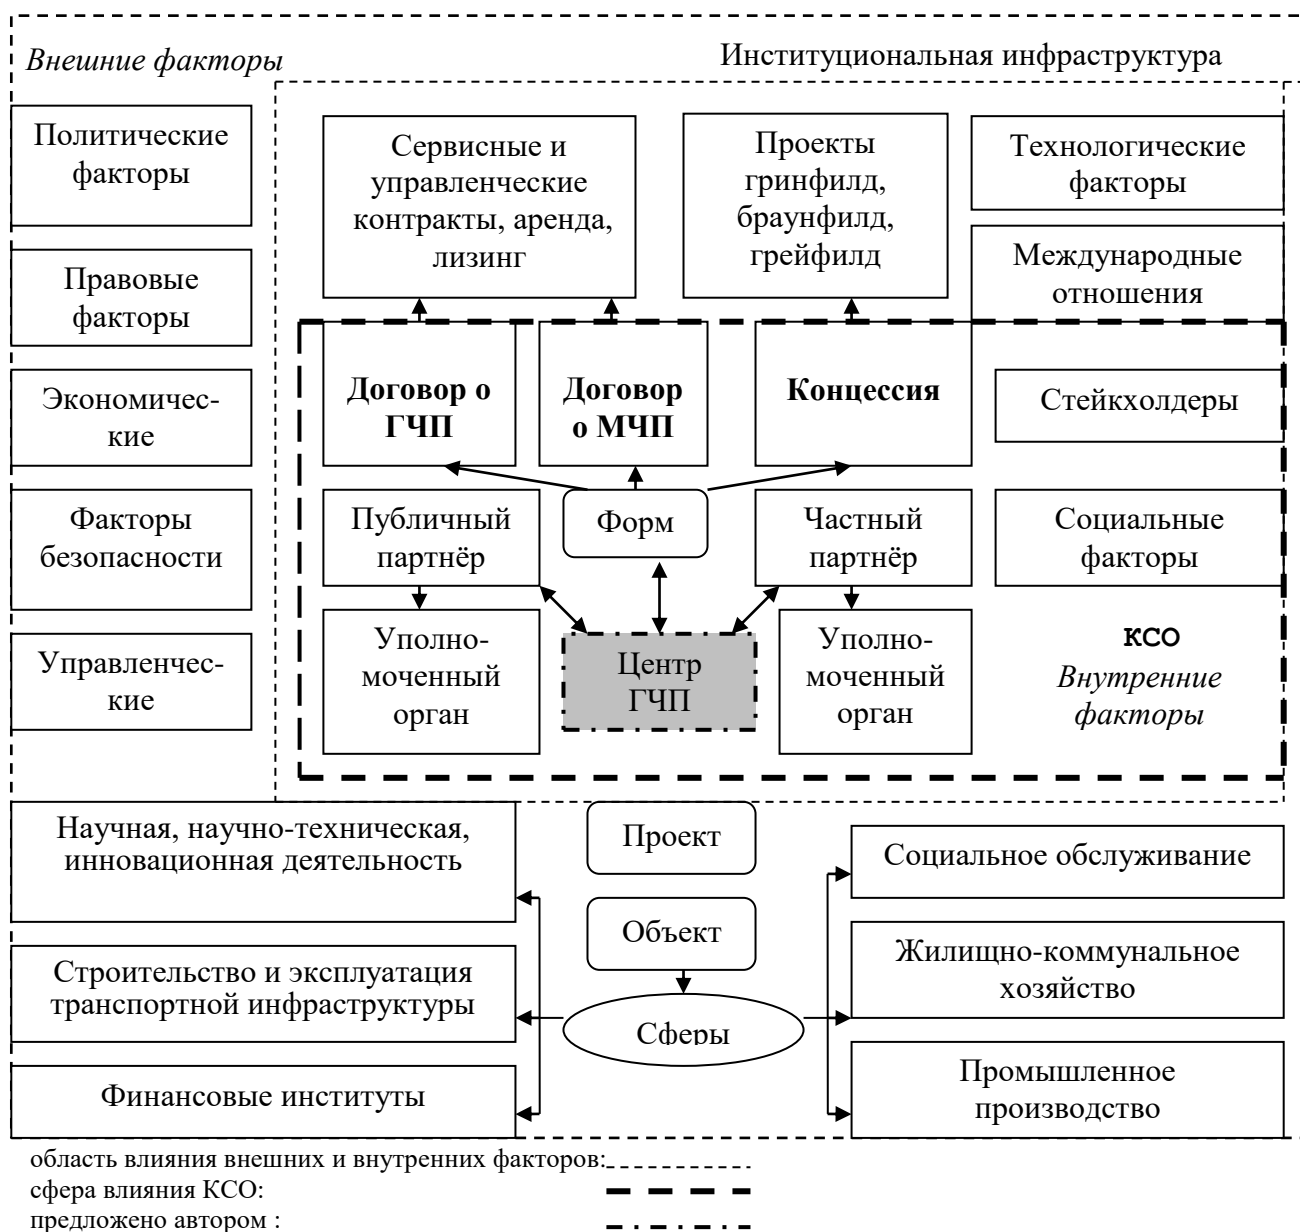 Внешние факторы
Институциональная инфраструктура
Политические
факторы
Сервисные и
управленческие
контракты, аренда,
лизинг
Проекты
гринфилд,
браунфилд,
грейфилд
Технологические
факторы
Правовые
факторы
Международные
отношения
Экономичес-
кие
Договор о
ГЧП
Договор
о МЧП
Концессия
Стейкхолдеры
Факторы
безопасности
Публичный
партнёр
Форм
Частный
партнёр
Социальные
факторы
Управленчес-
кие
Уполно-
моченный
орган
Центр
ГЧП
Уполно-
моченный
орган
КСО
Внутренние
факторы
Научная, научно-техническая,
инновационная деятельность
Проект
Социальное обслуживание
Объект
Строительство и эксплуатация
транспортной инфраструктуры
Жилищно-коммунальное
хозяйство
Сферы
Финансовые институты
Промышленное
производство
область влияния внешних и внутренних факторов:
сфера влияния КСО:
предложено автором :